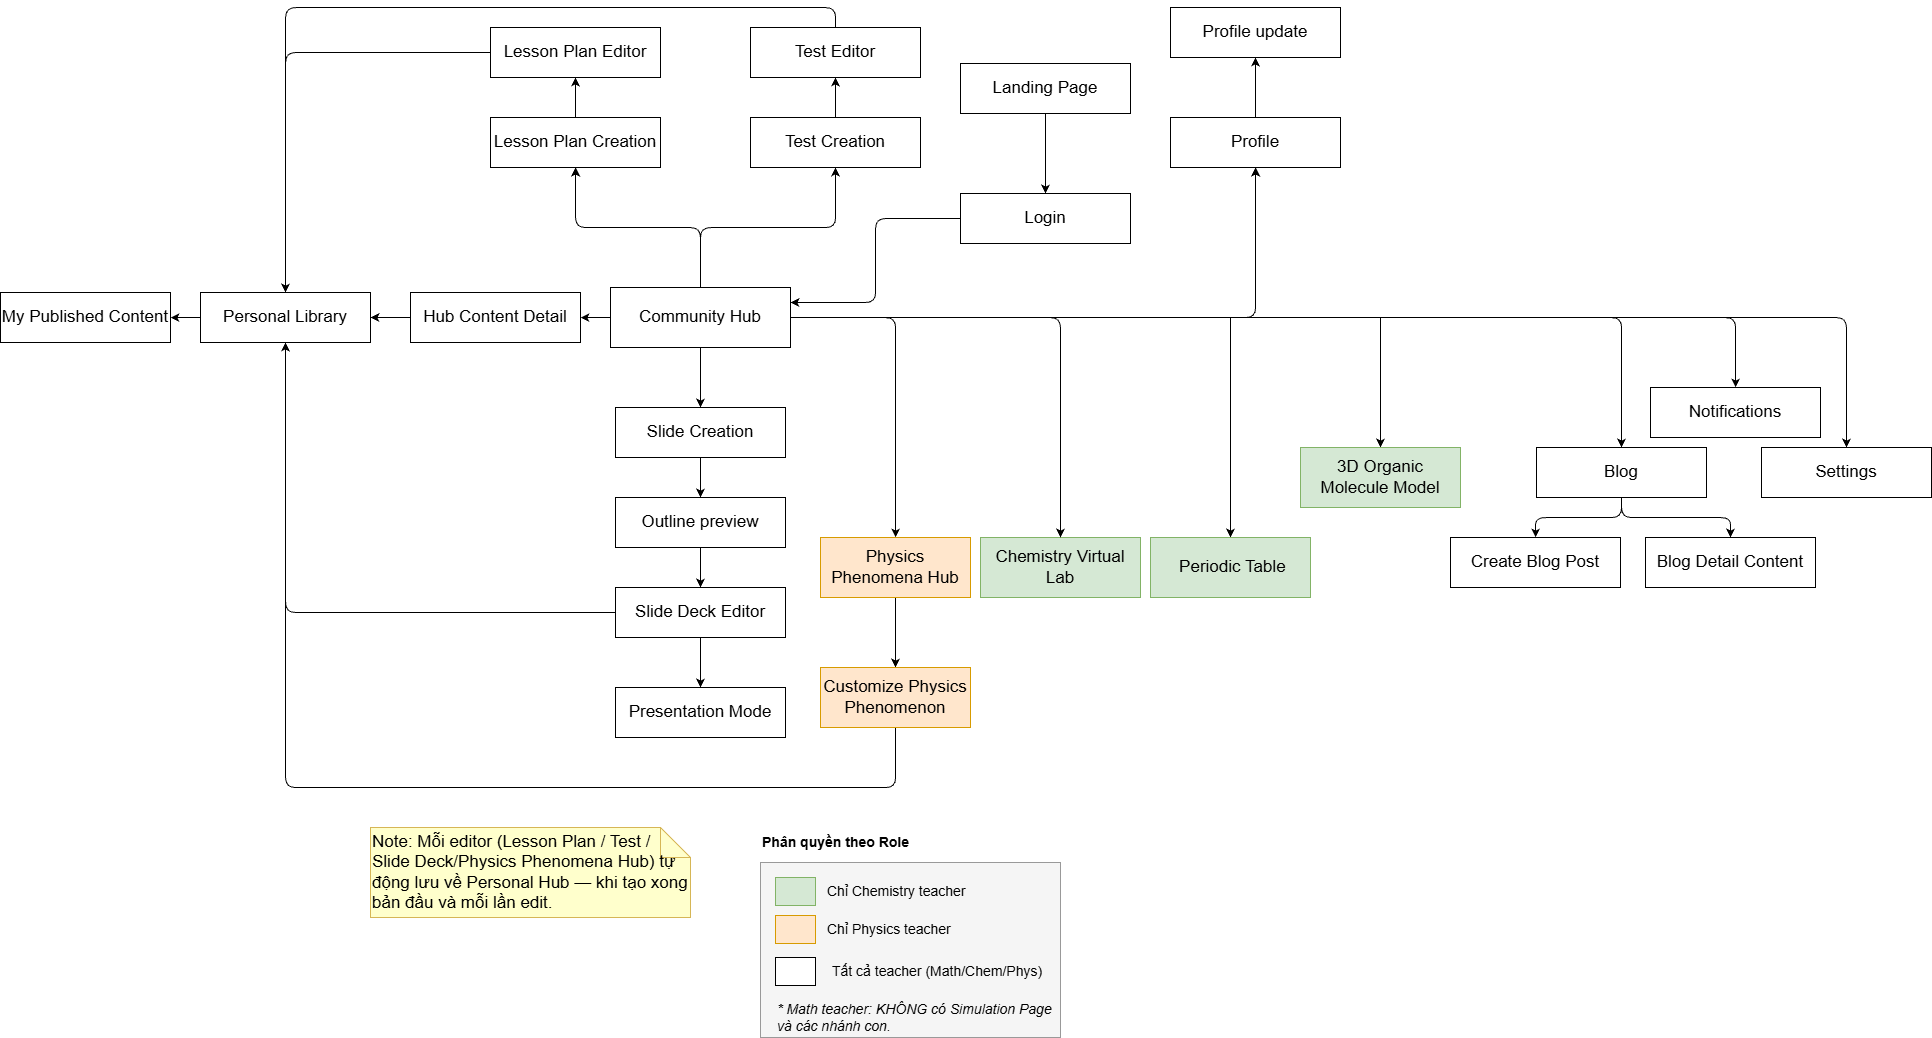 Profile update
Lesson Plan Editor
Test Editor
Landing Page
Lesson Plan Creation
Test Creation
Profile
Login
My Published Content
Personal Library
Hub Content Detail
Community Hub
Notifications
Slide Creation
3D Organic
Molecule Model
Blog
Settings
Outline preview
Physics
Phenomena Hub
Chemistry Virtual
Lab
Periodic Table
Create Blog Post
Blog Detail Content
Slide Deck Editor
Customize Physics
Phenomenon
Presentation Mode
Note: Mỗi editor (Lesson Plan / Test /
Slide Deck/Physics Phenomena Hub) tự
động lưu về Personal Hub — khi tạo xong
bản đầu và mỗi lần edit.
Phân quyền theo Role
Chỉ Chemistry teacher
Chỉ Physics teacher
Tất cả teacher (Math/Chem/Phys)
* Math teacher: KHÔNG có Simulation Page
và các nhánh con.